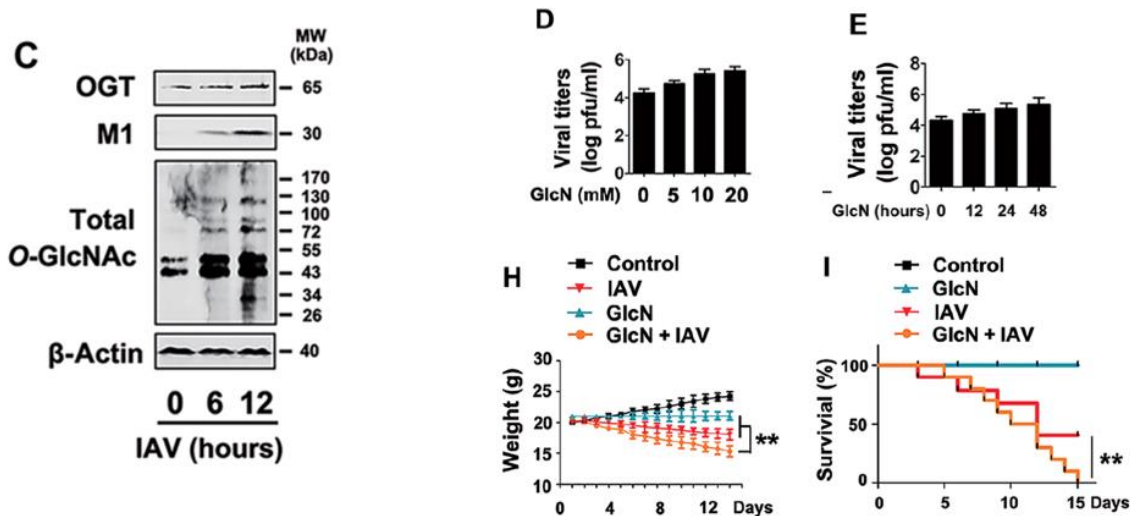 C
MW
(kDa)
OGT
65
M1
30
Total
O-GlcNAc
170
130
100
72
55
43
34
26
β-Actin
40
0 6 12
IAV (hours)
D
Viral titers
(log pfu/ml)
6
4
2
0
GlcN (mM) 0 5 10 20
E
Viral titers
(log pfu/ml)
8
6
4
2
0
GlcN (hours) 0 12 24 48
H
Control
IAV
GlcN
GlcN + IAV
Weight (g)
30
25
20
15
10
**
0 4 8 12 Days
I
Control
GlcN
IAV
GlcN + IAV
Survivial (%)
100
50
0
**
0 5 10 15 Days